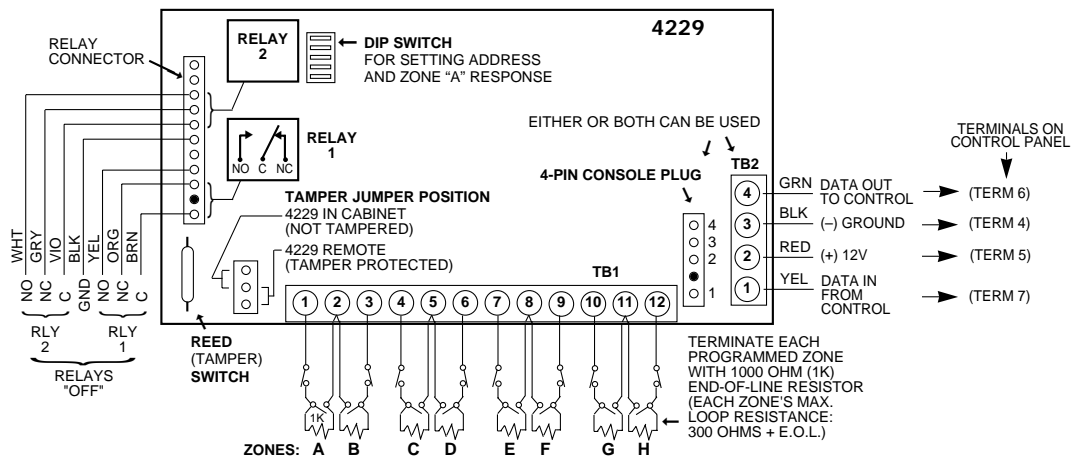 4229
RELAY
CONNECTOR
RELAY
2
DIP SWITCH
FOR SETTING ADDRESS
AND ZONE “A” RESPONSE
RELAY
1
NO C NC
EITHER OR BOTH CAN BE USED
TERMINALS ON
CONTROL PANEL
TB2
4-PIN CONSOLE PLUG
4
3
2
1
4 GRN DATA OUT
TO CONTROL (TERM 6)
3 BLK (–) GROUND (TERM 4)
2 RED (+) 12V (TERM 5)
1 YEL DATA IN
FROM
CONTROL (TERM 7)
TAMPER JUMPER POSITION
4229 IN CABINET
(NOT TAMPERED)
4229 REMOTE
(TAMPER PROTECTED)
TB1
1 2 3 4 5 6 7 8 9 10 11 12
WHT GRY VIO BLK YEL ORG BRN
NO NC C GND NO NC C
RLY
2
RLY
1
RELAYS
"OFF"
REED
(TAMPER)
SWITCH
1K
TERMINATE EACH
PROGRAMMED ZONE
WITH 1000 OHM (1K)
END-OF-LINE RESISTOR
(EACH ZONE'S MAX.
LOOP RESISTANCE:
300 OHMS + E.O.L.)
ZONES: A B C D E F G H